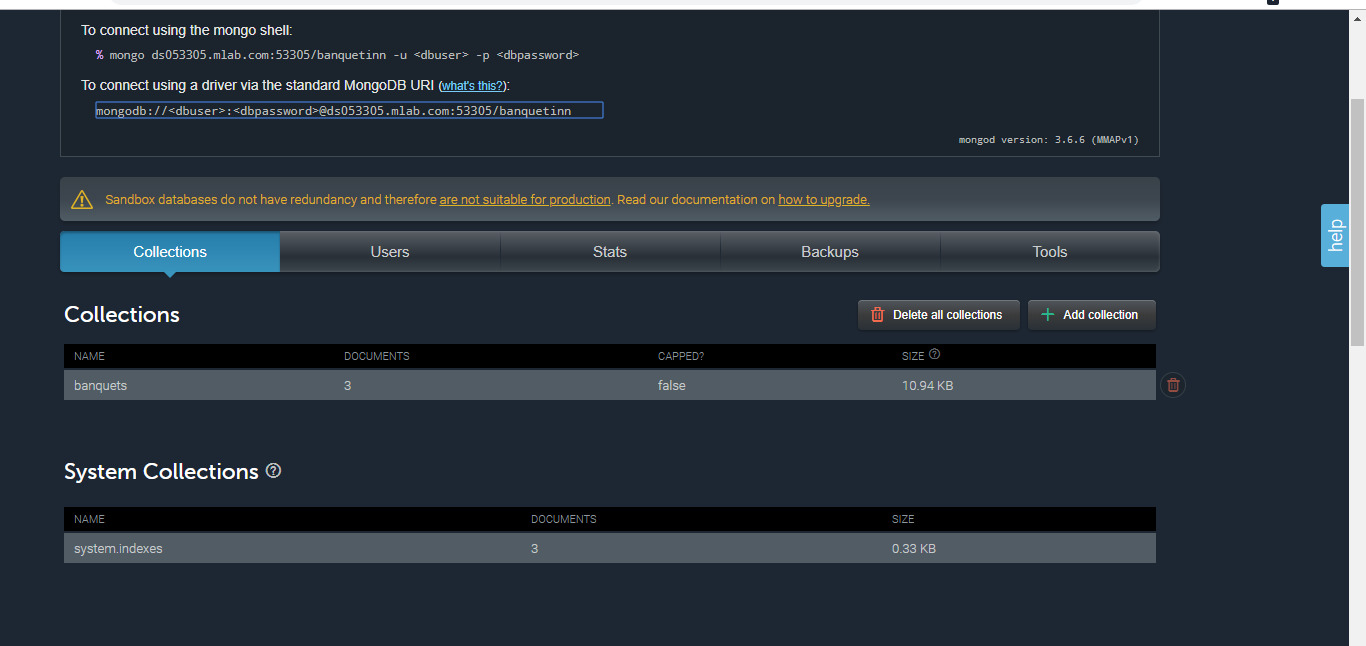 To connect using the mongo shell:
% mongo ds053305.mlab.com:53305/banquetinn -u <dbuser> -p <dbpassword>
To connect using a driver via the standard MongoDB URI (what's this?):
mongodb://<dbuser>:<dbpassword>@ds053305.mlab.com:53305/banquetinn
mongod version: 3.6.6 (MMAPv1)
Sandbox databases do not have redundancy and therefore are not suitable for production. Read our documentation on how to upgrade.
help
Collections Users Stats Backups Tools
Collections
Delete all collections
Add collection
NAME DOCUMENTS CAPPED? SIZE
banquets 3 false 10.94 KB
System Collections
NAME DOCUMENTS SIZE
system.indexes 3 0.33 KB